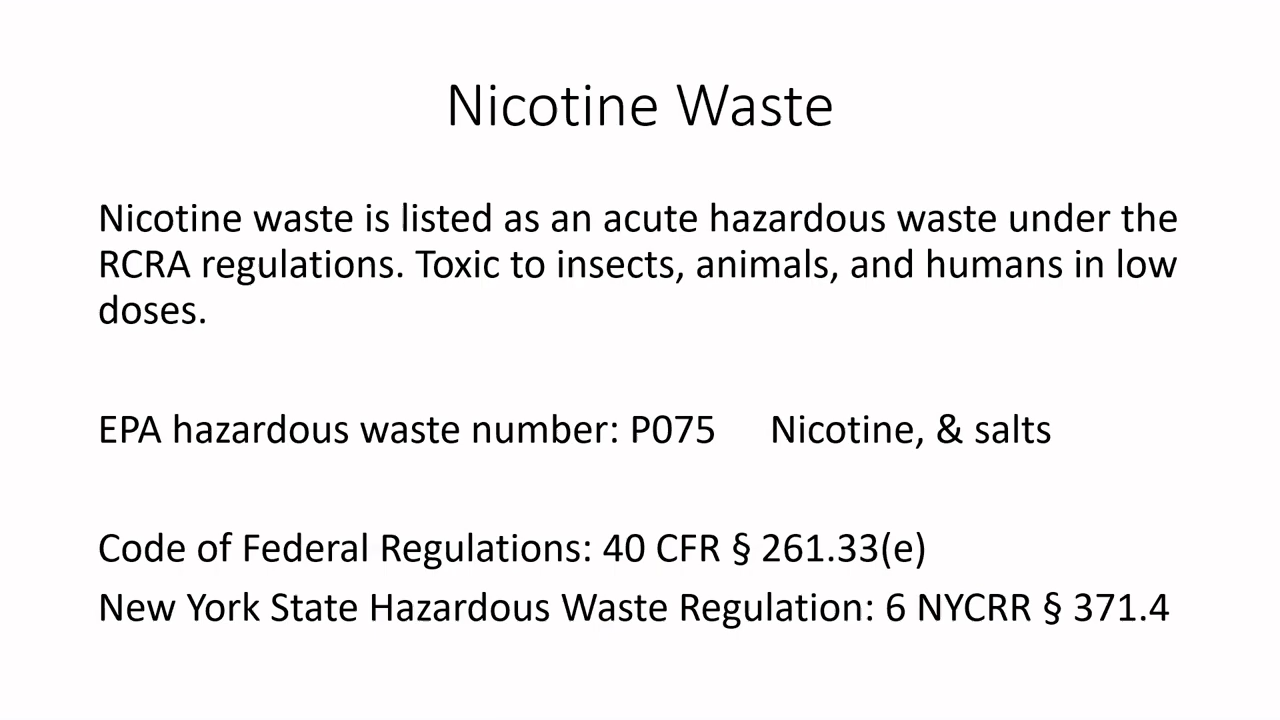 Nicotine Waste
Nicotine waste is listed as an acute hazardous waste under the
RCRA regulations. Toxic to insects, animals, and humans in low
doses.
EPA hazardous waste number: P075 Nicotine, & salts
Code of Federal Regulations: 40 CFR § 261.33(e)
New York State Hazardous Waste Regulation: 6 NYCRR § 371.4